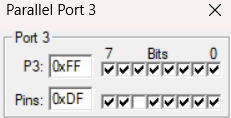 Parallel Port 3
Port 3
7 Bits 0
P3: 0xFF
Pins: 0xDF